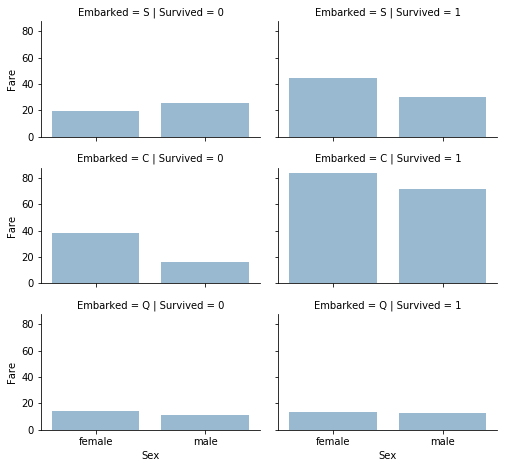 Embarked = S | Survived = 0
Embarked = S | Survived = 1
80
60
40
20
0
Fare
Embarked = C | Survived = 0
Embarked = C | Survived = 1
80
60
40
20
0
Fare
Embarked = Q | Survived = 0
Embarked = Q | Survived = 1
80
60
40
20
0
Fare
female male female male
Sex Sex